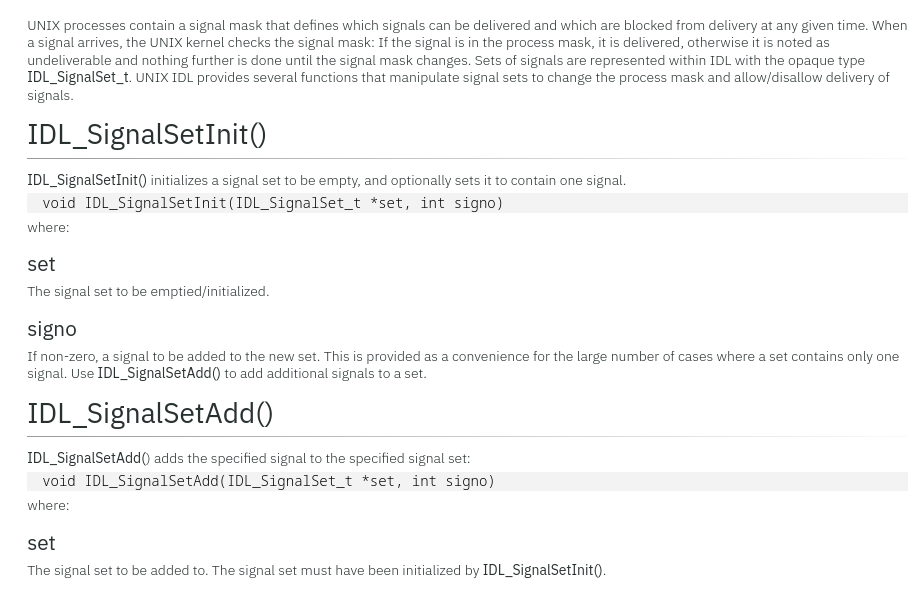 UNIX processes contain a signal mask that defines which signals can be delivered and which are blocked from delivery at any given time. When
a signal arrives, the UNIX kernel checks the signal mask: If the signal is in the process mask, it is delivered, otherwise it is noted as
undeliverable and nothing further is done until the signal mask changes. Sets of signals are represented within IDL with the opaque type
IDL_SignalSet_t. UNIX IDL provides several functions that manipulate signal sets to change the process mask and allow/disallow delivery of
signals.
IDL_SignalSetInit()
IDL_SignalSetInit() initializes a signal set to be empty, and optionally sets it to contain one signal.
void IDL_SignalSetInit(IDL_SignalSet_t *set, int signo)
where:
set
The signal set to be emptied/initialized.
signo
If non-zero, a signal to be added to the new set. This is provided as a convenience for the large number of cases where a set contains only one
signal. Use IDL_SignalSetAdd() to add additional signals to a set.
IDL_SignalSetAdd()
IDL_SignalSetAdd() adds the specified signal to the specified signal set:
void IDL_SignalSetAdd(IDL_SignalSet_t *set, int signo)
where:
set
The signal set to be added to. The signal set must have been initialized by IDL_SignalSetInit().